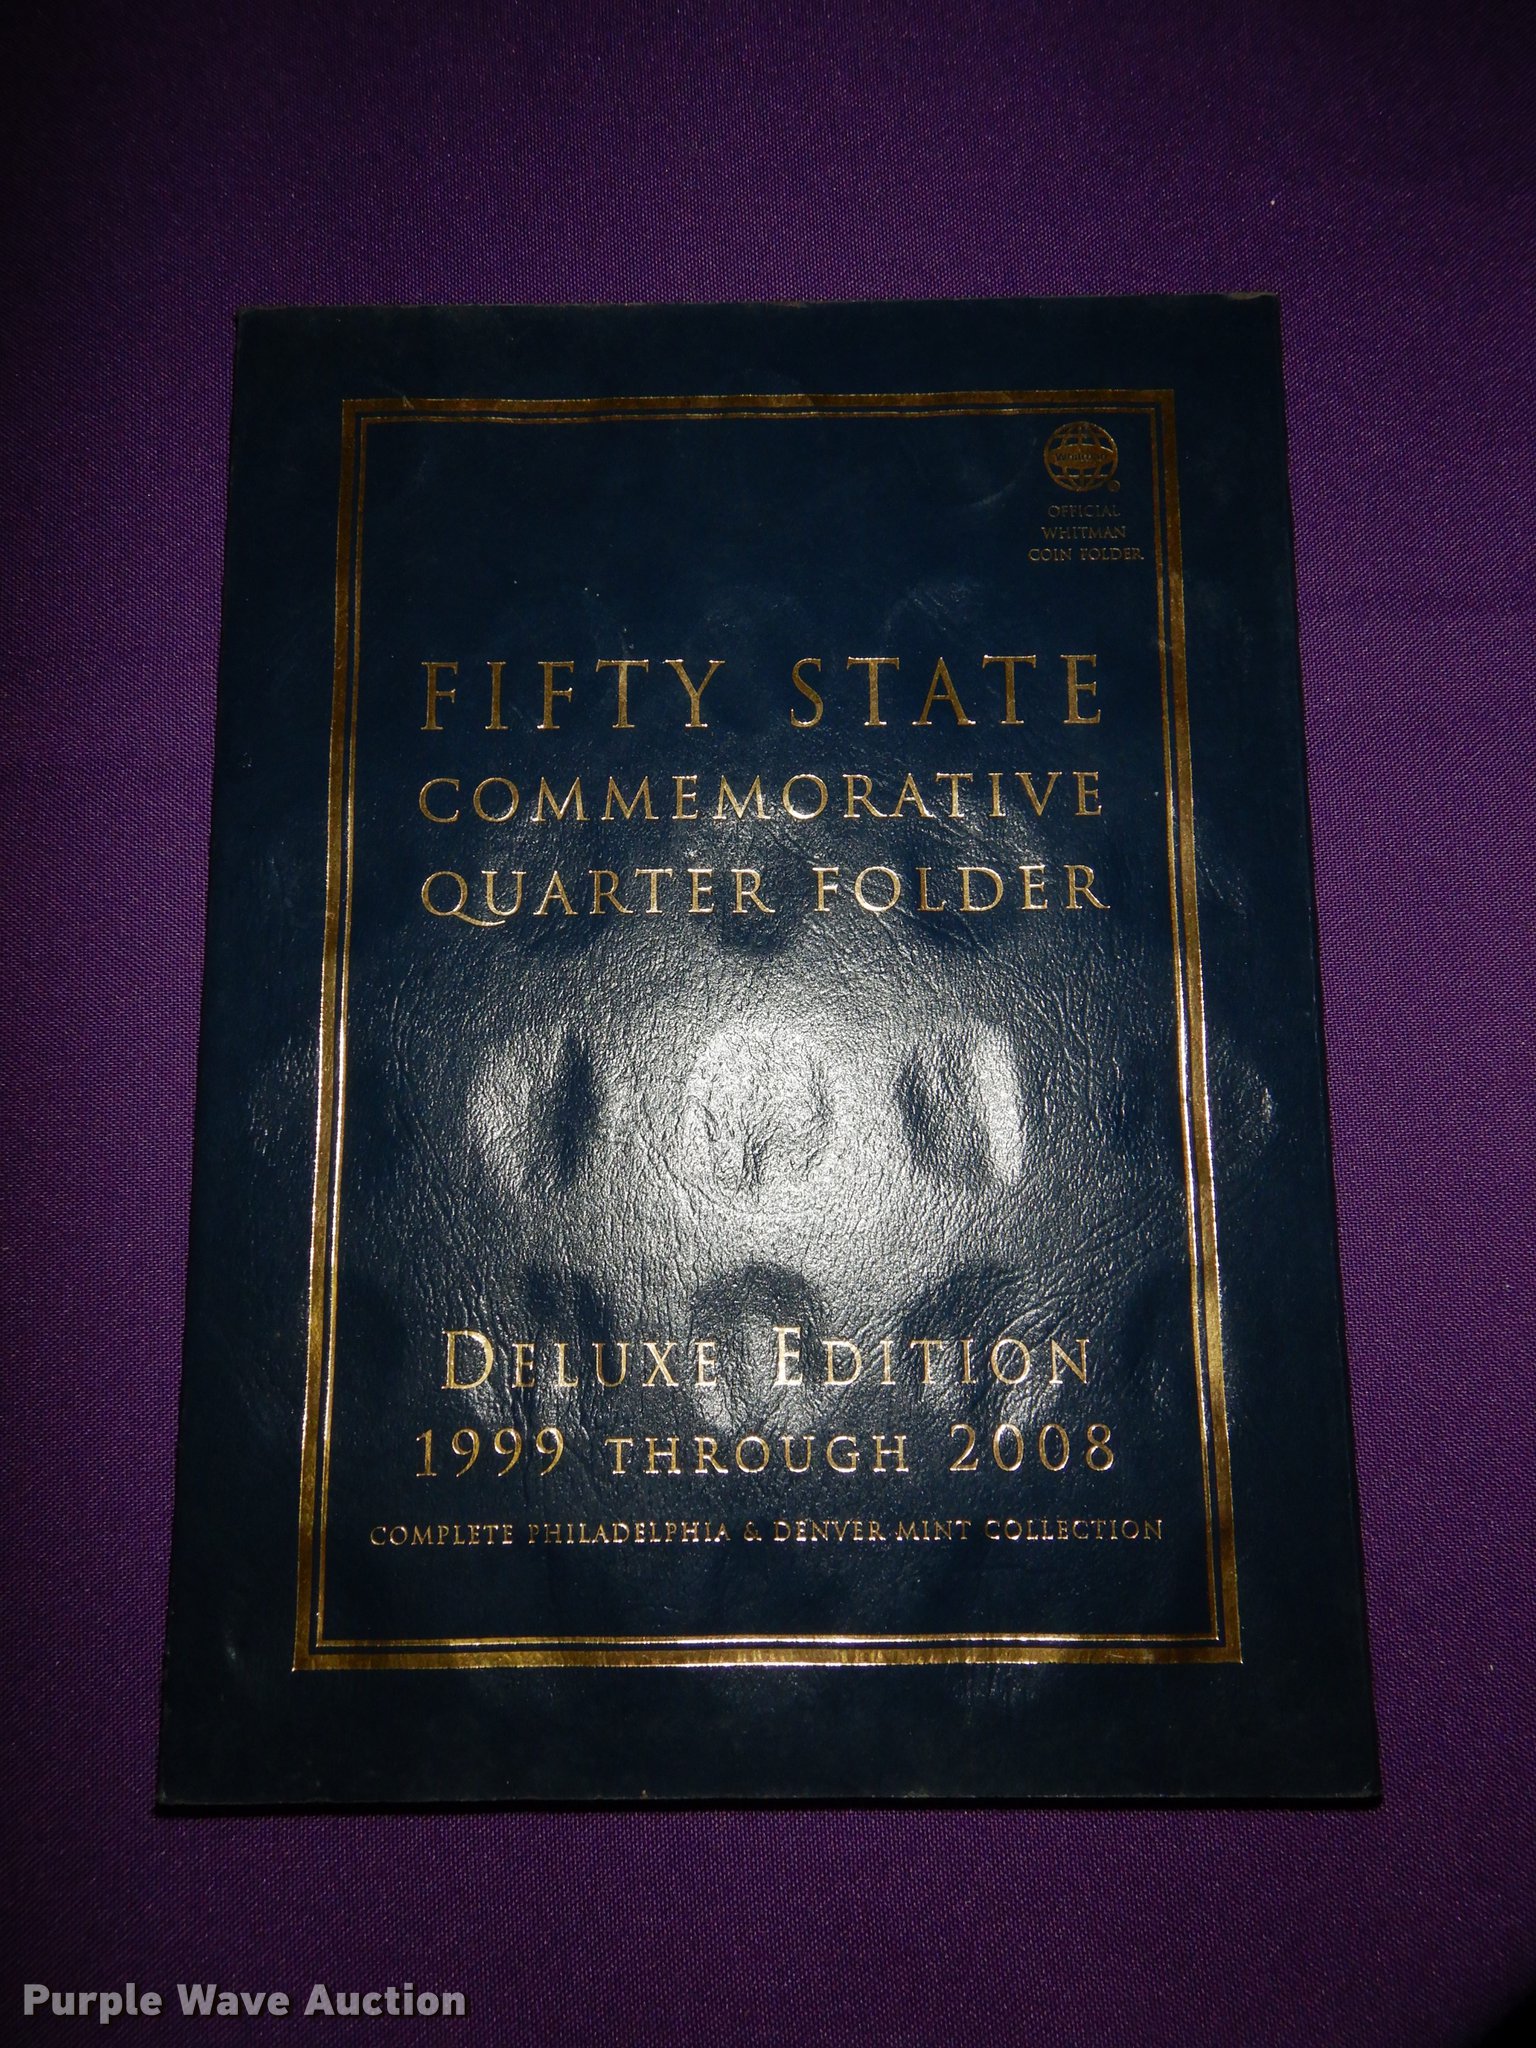 Whitman
OFFICIAL
WHITMAN
COIN FOLDER
FIFTY STATE
COMMEMORATIVE
QUARTER FOLDER
DELUXE EDITION
1999 THROUGH 2008
COMPLETE PHILADELPHIA & DENVER MINT COLLECTION
Purple Wave Auction